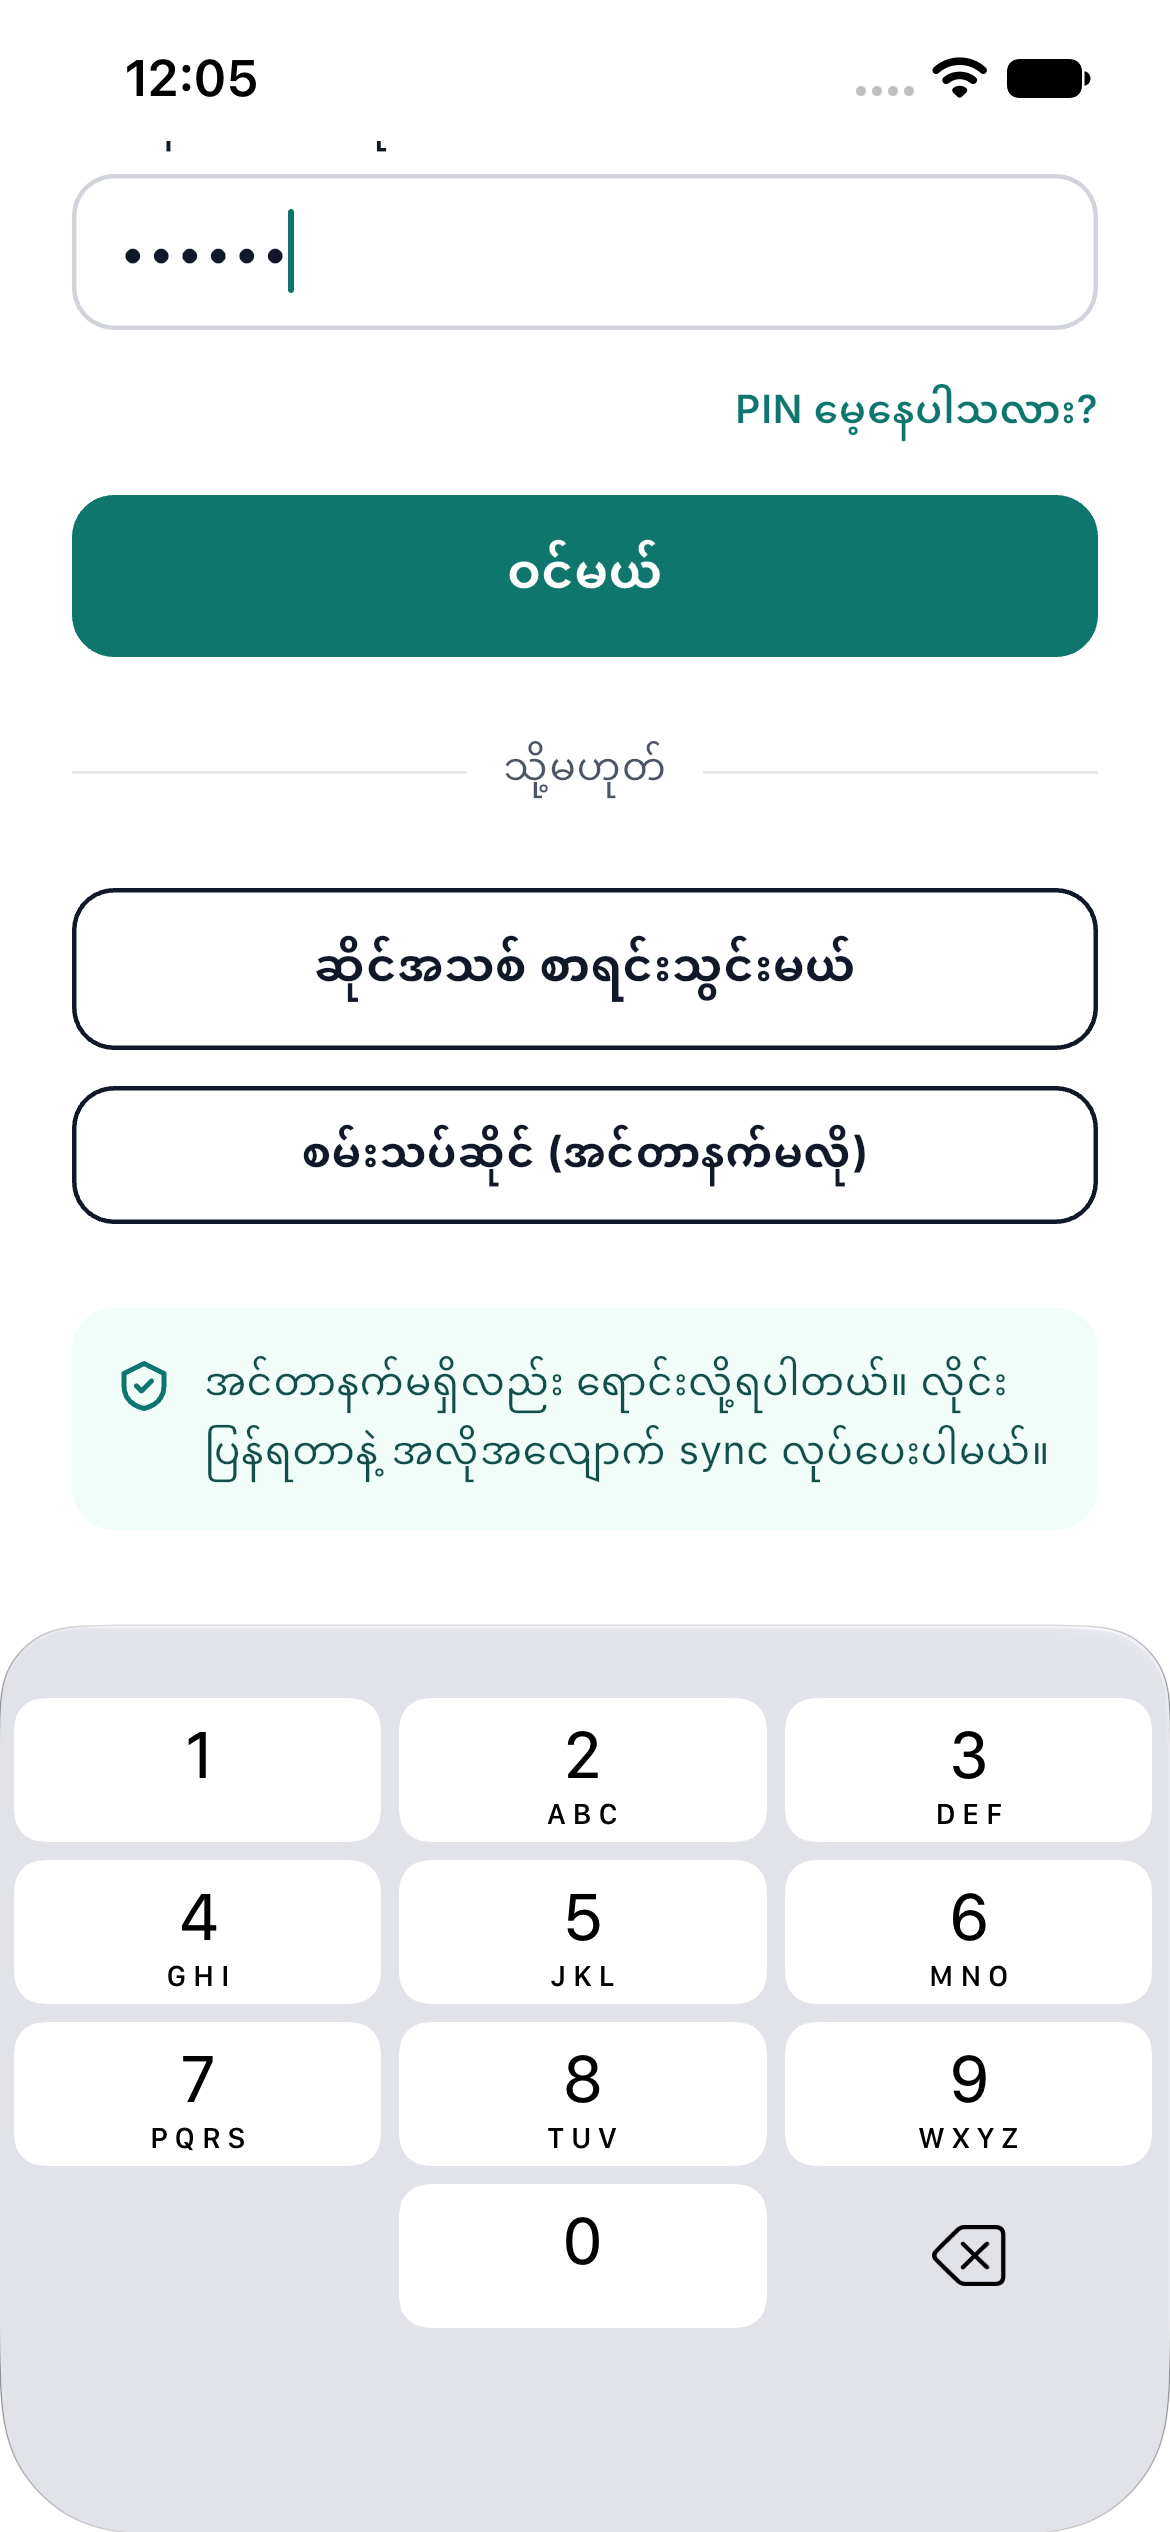 12:05
••••••
PIN မေ့နေပါသလား?
ဝင်မယ်
သို့မဟုတ်
ဆိုင်အသစ် စာရင်းသွင်းမယ်
စမ်းသပ်ဆိုင် (အင်တာနက်မလို)
အင်တာနက်မရှိလည်း ရောင်းလို့ရပါတယ်။ လိုင်း
ပြန်ရတာနဲ့ အလိုအလျောက် sync လုပ်ပေးပါမယ်။
1
2
ABC
3
DEF
4
GHI
5
JKL
6
MNO
7
PQRS
8
TUV
9
WXYZ
0